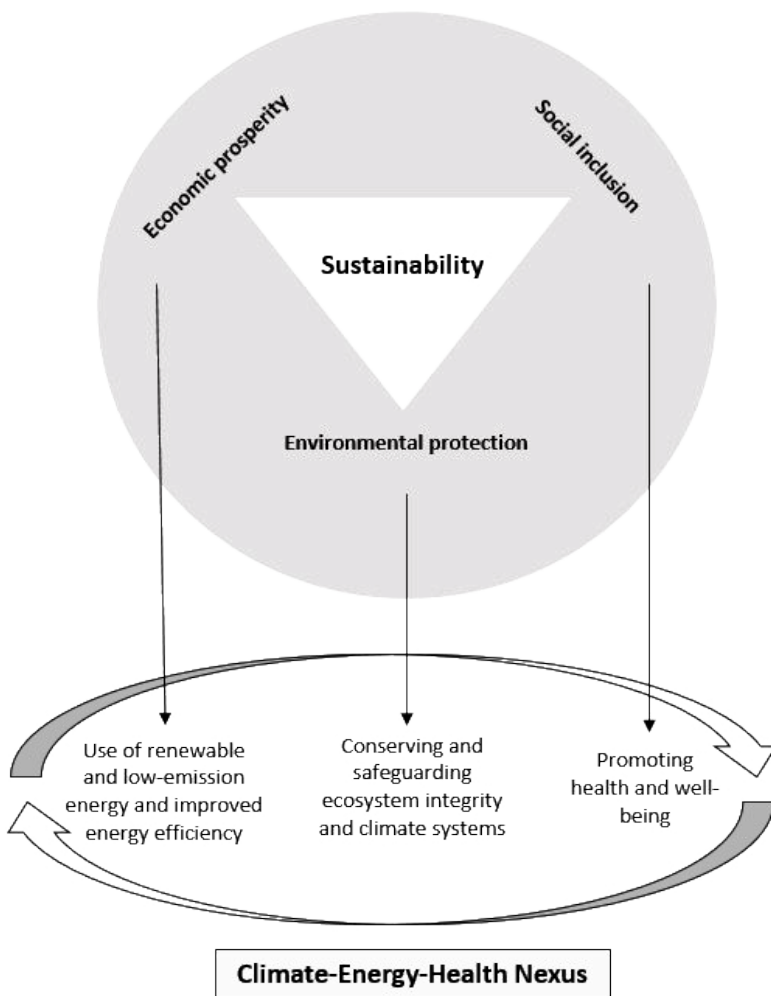 Economic prosperity
Social inclusion
Sustainability
Environmental protection
Use of renewable
and low-emission
energy and improved
energy efficiency
Conserving and
safeguarding
ecosystem integrity
and climate systems
Promoting
health and well-
being
Climate-Energy-Health Nexus